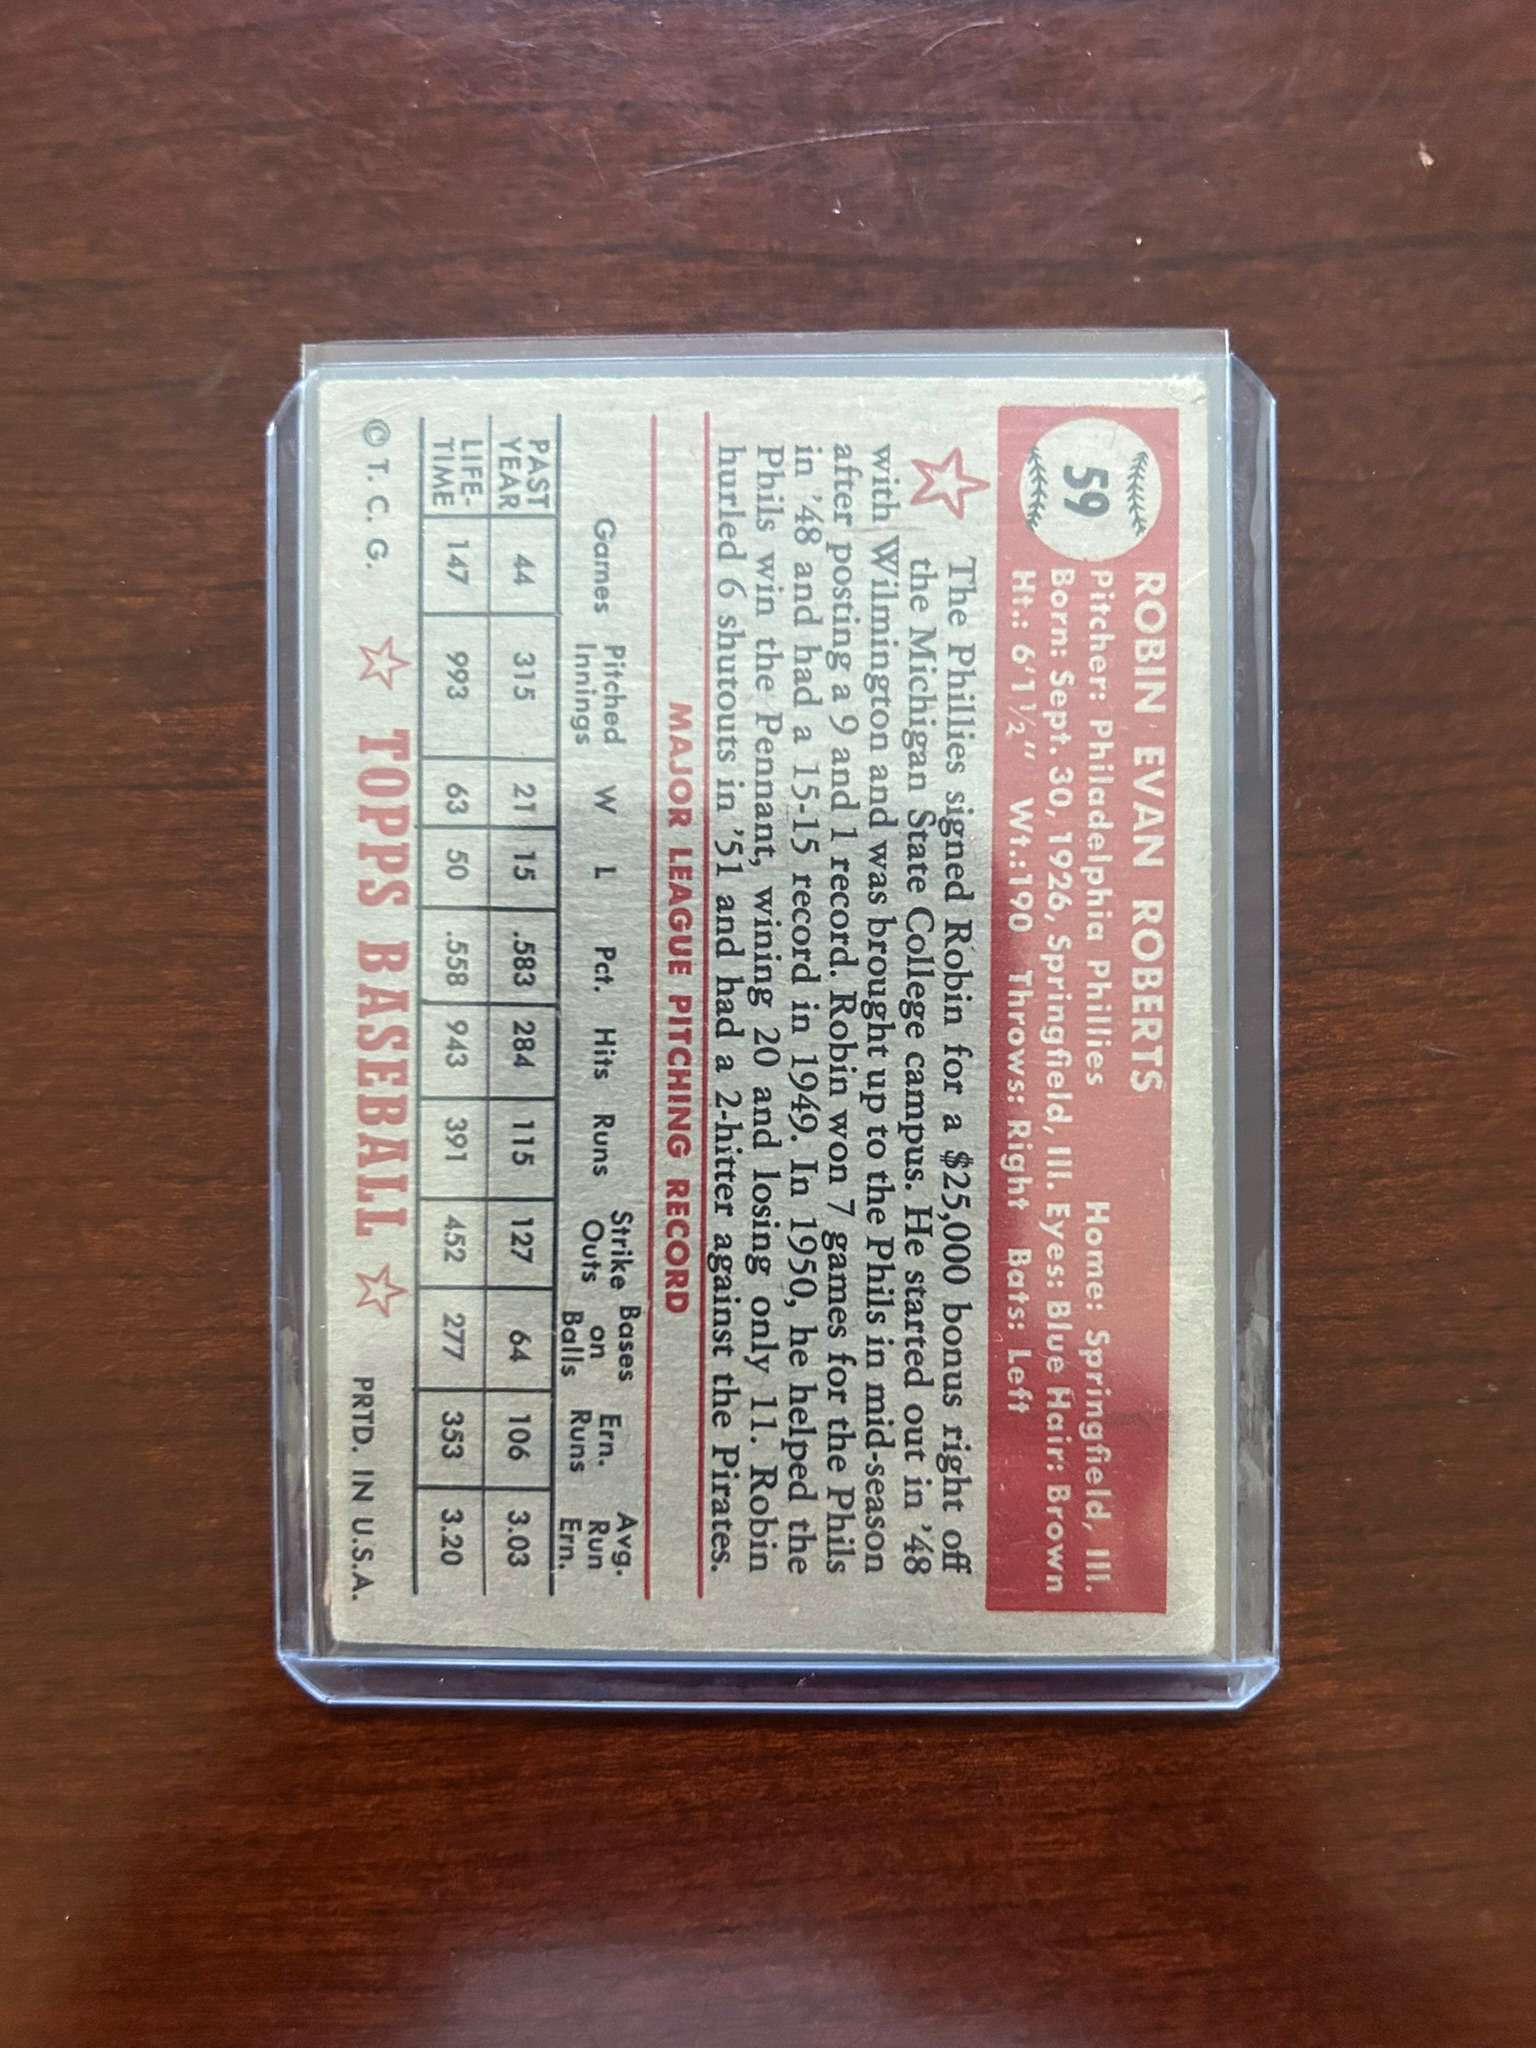 59
ROBIN EVAN ROBERTS
Pitcher: Philadelphia Phillies Home: Springfield, Ill.
Born: Sept. 30, 1926, Springfield, Ill. Eyes: Blue Hair: Brown
Ht.: 6'1½" Wt.:190 Throws: Right Bats: Left
The Phillies signed Robin for a $25,000 bonus right off
the Michigan State College campus. He started out in '48
with Wilmington and was brought up to the Phils in mid-season
after posting a 9 and 1 record. Robin won 7 games for the Phils
in '48 and had a 15-15 record in 1949. In 1950, he helped the
Phils win the Pennant, wining 20 and losing only 11. Robin
hurled 6 shutouts in '51 and had a 2-hitter against the Pirates.
MAJOR LEAGUE PITCHING RECORD
Games Pitched Innings W L Pct. Hits Runs Strike Outs Bases on Balls Ern. Runs Avg. Run Ern.
PAST YEAR 44 315 21 15 .583 284 115 127 64 106 3.03
LIFE-TIME 147 993 63 50 .558 943 391 452 277 353 3.20
© T. C. G. TOPPS BASEBALL PRTD. IN U.S.A.